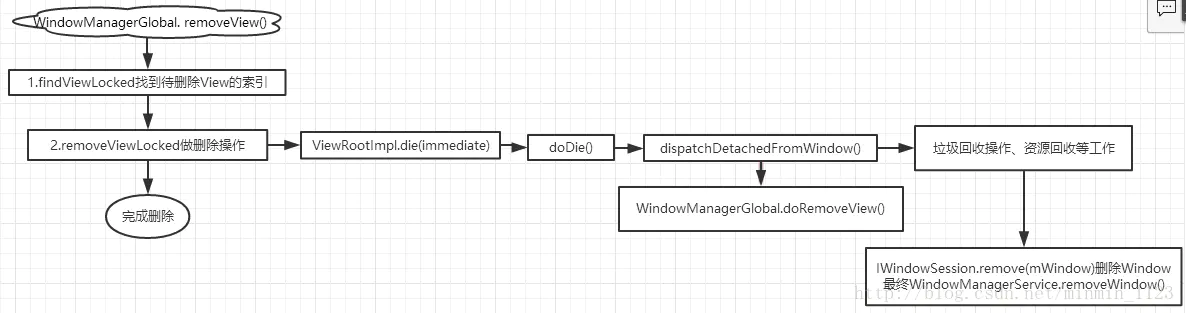 WindowManagerGlobal. removeView()
1.findViewLocked找到待删除View的索引
2.removeViewLocked做删除操作
ViewRootImpl.die(immediate)
doDie()
dispatchDetachedFromWindow()
垃圾回收操作、资源回收等工作
WindowManagerGlobal.doRemoveView()
完成删除
IWindowSession.remove(mWindow)删除Window
最终WindowManagerService.removeWindow()
http://blog.csdn.net/minmin_1123